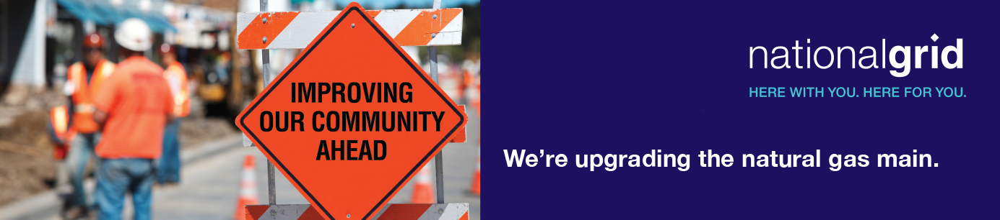 IMPROVING
OUR COMMUNITY
AHEAD
nationalgrid
HERE WITH YOU. HERE FOR YOU.
We’re upgrading the natural gas main.